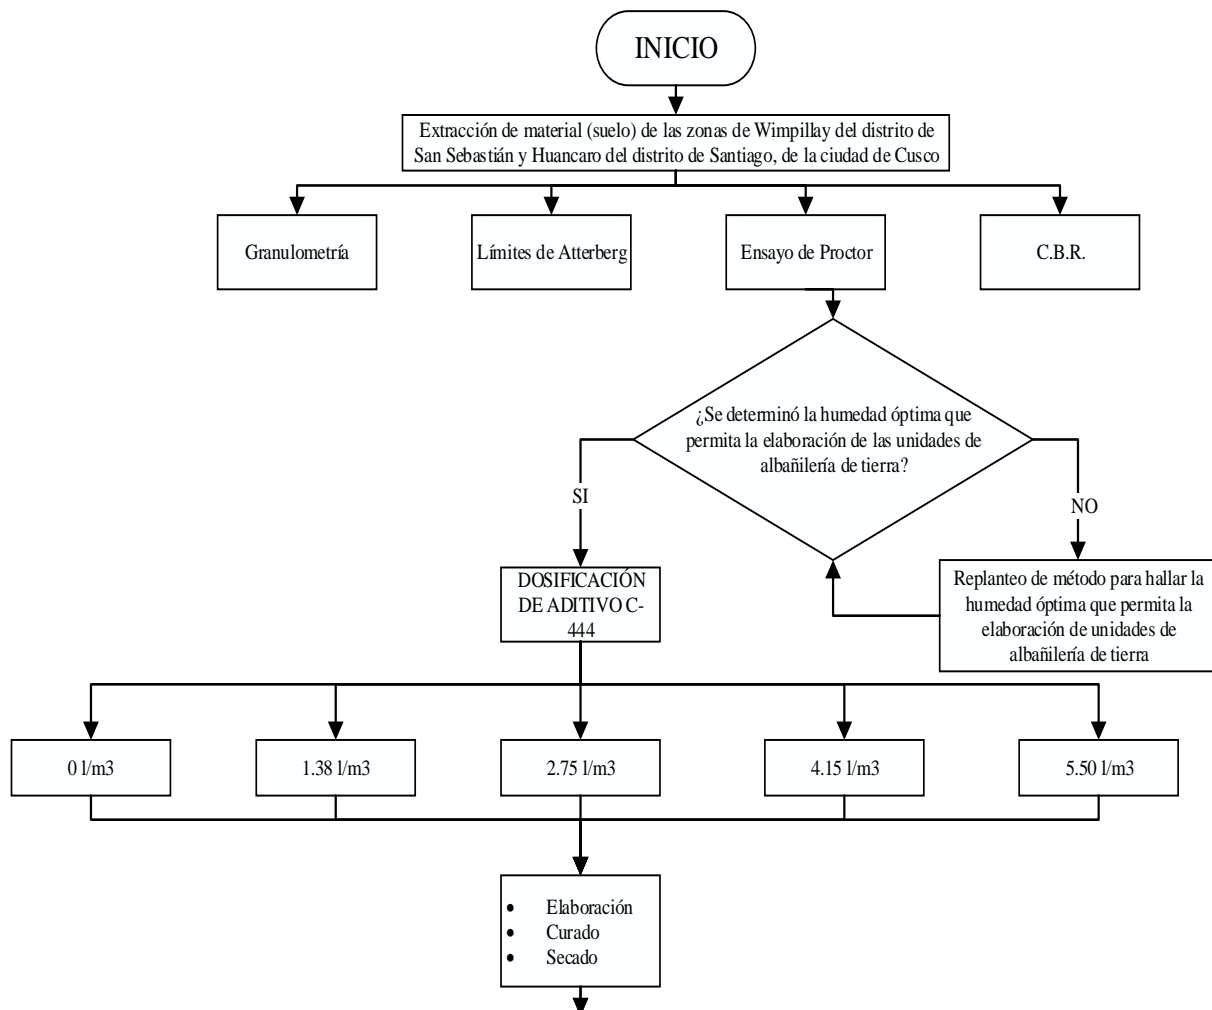 INICIO
Extracción de material (suelo) de las zonas de Wimpillay del distrito de
San Sebastián y Huancaro del distrito de Santiago, de la ciudad de Cusco
Granulometría
Límites de Atterberg
Ensayo de Proctor
C.B.R.
¿Se determinó la humedad óptima que
permita la elaboración de las unidades de
albañilería de tierra?
SI
NO
DOSIFICACIÓN
DE ADITIVO C-
444
Replanteo de método para hallar la
humedad óptima que permita la
elaboración de unidades de
albañilería de tierra
0 l/m3
1.38 l/m3
2.75 l/m3
4.15 l/m3
5.50 l/m3
• Elaboración
• Curado
• Secado